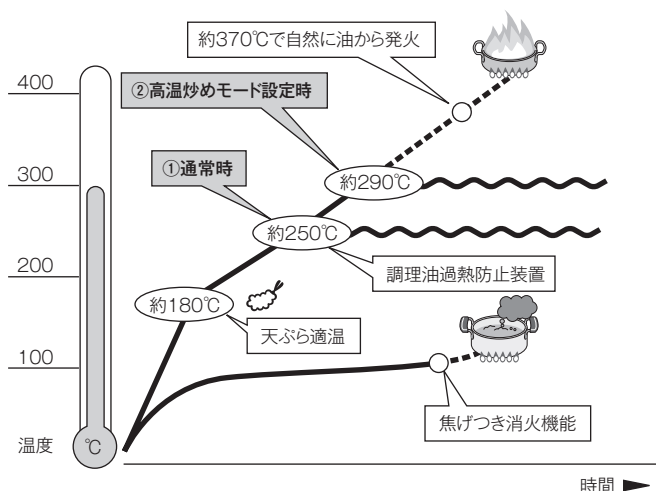 約370℃で自然に油から発火
400
②高温炒めモード設定時
①通常時
300
約290℃
約250℃
200
調理油過熱防止装置
約180℃
天ぷら適温
100
焦げつき消火機能
温度
℃
時間